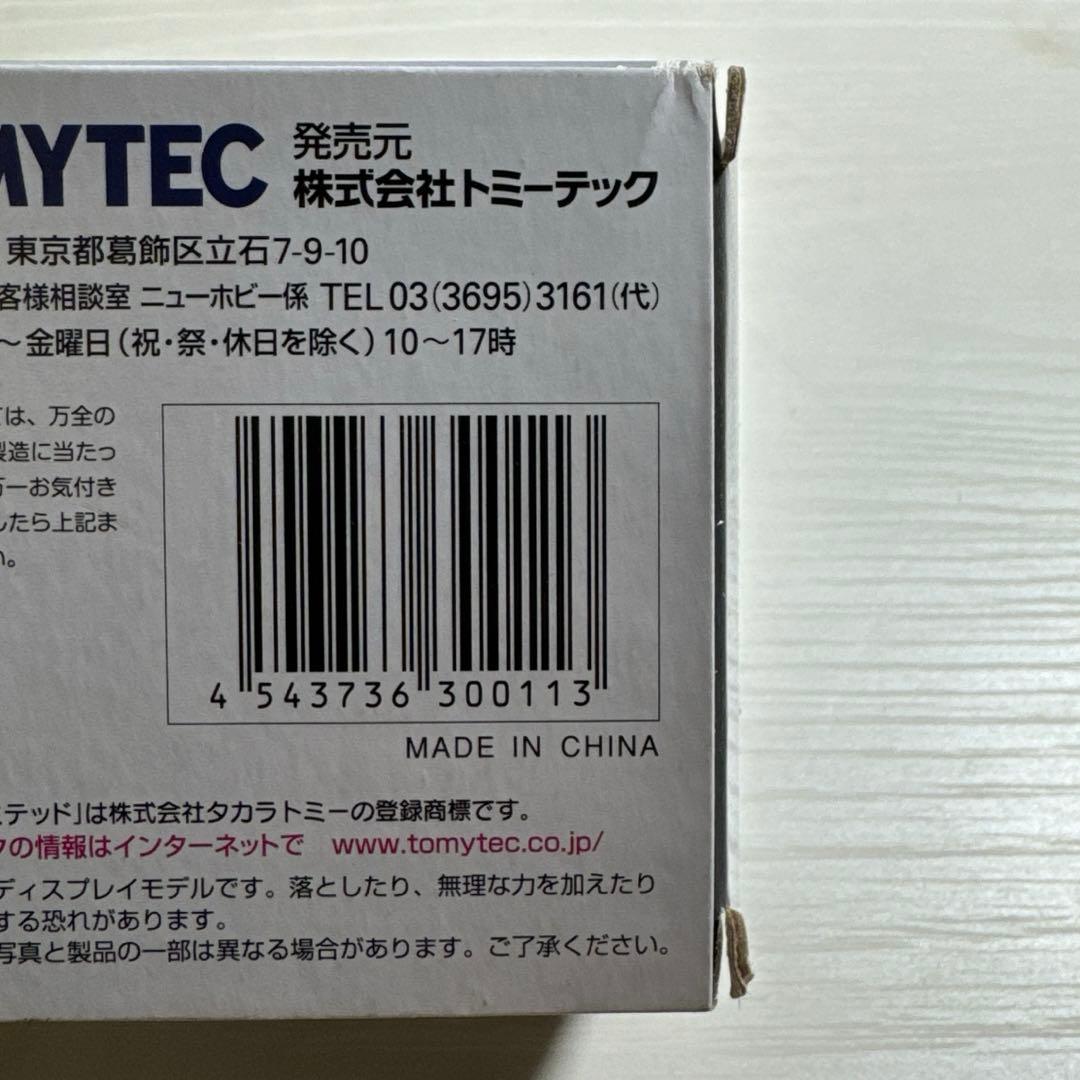 MYTEC 発売元
株式会社トミーテック
東京都葛飾区立石7-9-10
客様相談室 ニューホビー係 TEL 03(3695)3161(代)
〜金曜日(祝・祭・休日を除く)10〜17時
ては、万全の
製造に当たっ
万一お気付き
したら上記ま
い。
4 543736 300113
MADE IN CHINA
ミテッド」は株式会社タカラトミーの登録商標です。
クの情報はインターネットで www.tomytec.co.jp/
ディスプレイモデルです。落としたり、無理な力を加えたり
する恐れがあります。
写真と製品の一部は異なる場合があります。ご了承ください。